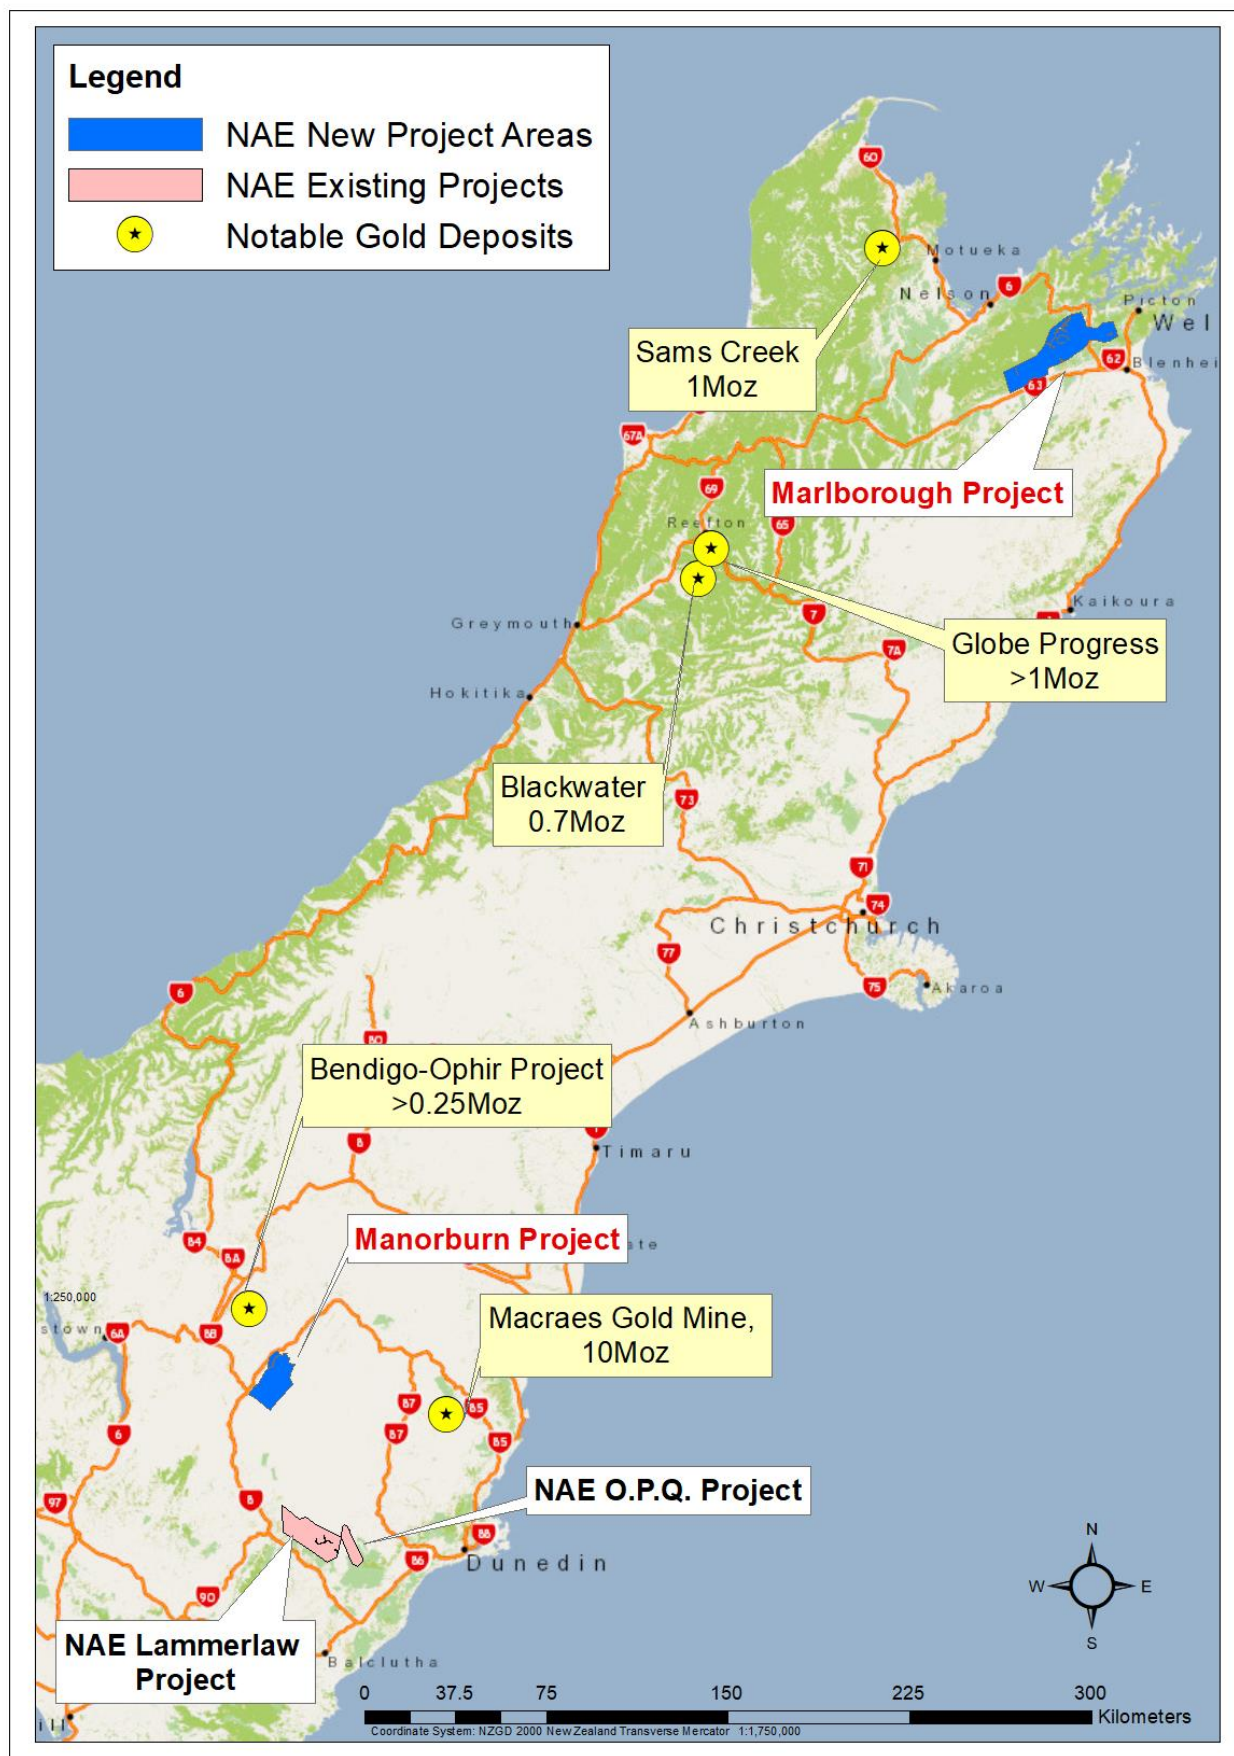 Legend
NAE New Project Areas
NAE Existing Projects
Notable Gold Deposits
60
Motueka
Nelson
6
Picton
Wel
Sams Creek
1Moz
62
Blenhei
63
67A
Marlborough Project
69
Reefton
65
Kaikoura
7
Greymouth
Globe Progress
>1Moz
7A
Hokitika
Blackwater
0.7Moz
73
71
74
Christchurch
77
6
75
Akaroa
Ashburton
80
Bendigo-Ophir Project
>0.25Moz
8
Timaru
Manorburn Project
ste
84
8A
1:250,000
stown
6A
8B
Macraes Gold Mine,
10Moz
87
85
6
87
85
NAE O.P.Q. Project
97
8
88
N
Dunedin
86
W
E
90
S
NAE Lammerlaw
Project
Balclutha
0
37.5
75
150
225
300
ill
Kilometers
Coordinate System: NZGD 2000 New Zealand Transverse Mercator 1:1,750,000